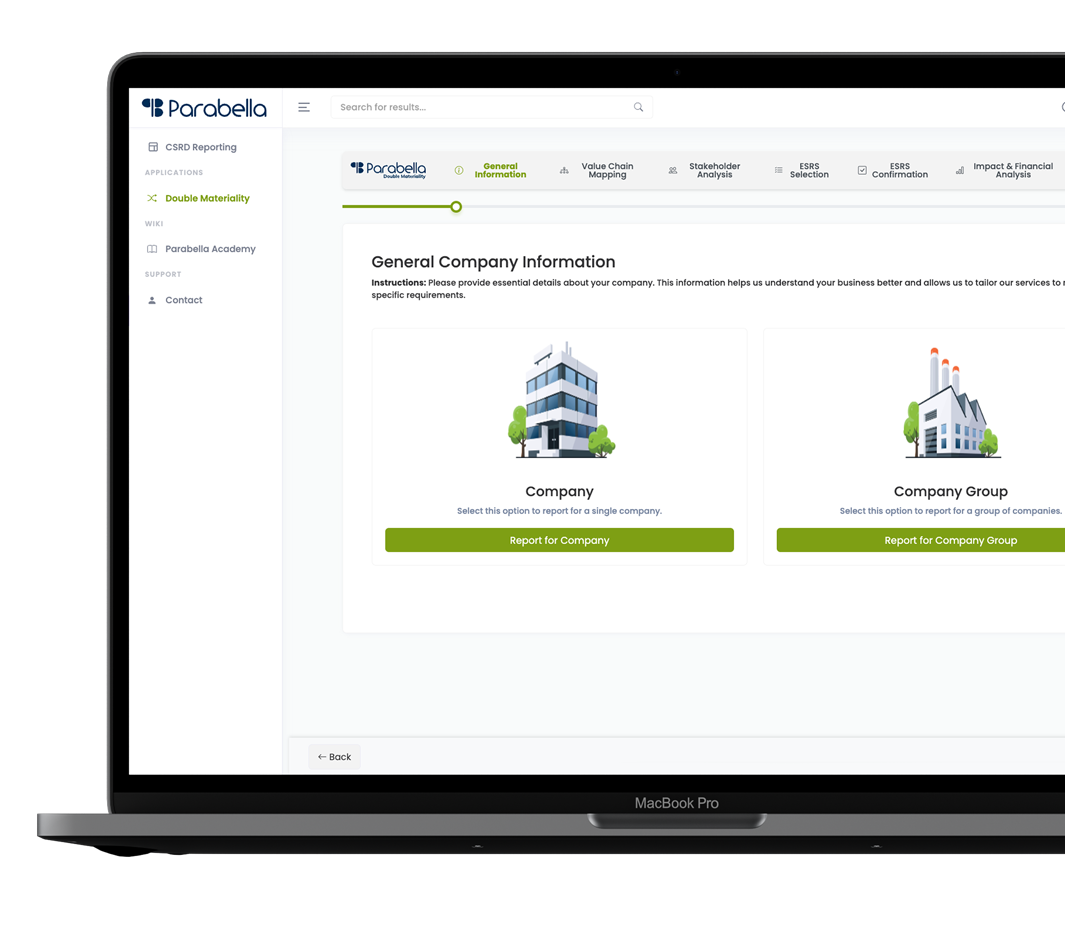 Parabella
Search for results...
CSRD Reporting
APPLICATIONS
Double Materiality
WIKI
Parabella Academy
SUPPORT
Contact
Parabella
Double Materiality
General
Information
Value Chain
Mapping
Stakeholder
Analysis
ESRS
Selection
ESRS
Confirmation
Impact & Financial
Analysis
General Company Information
Instructions: Please provide essential details about your company. This information helps us understand your business better and allows us to tailor our services to
specific requirements.
Company
Select this option to report for a single company.
Report for Company
Company Group
Select this option to report for a group of companies.
Report for Company Group
← Back
MacBook Pro